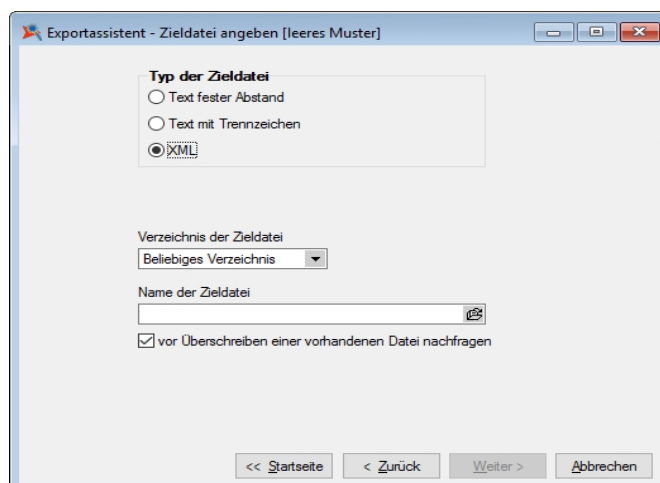 Exportassistent - Zieldatei angeben [leeres Muster]
Typ der Zieldatei
Text fester Abstand
Text mit Trennzeichen
XML
Verzeichnis der Zieldatei
Beliebiges Verzeichnis
Name der Zieldatei
vor Überschreiben einer vorhandenen Datei nachfragen
<< Startseite < Zurück Weiter > Abbrechen